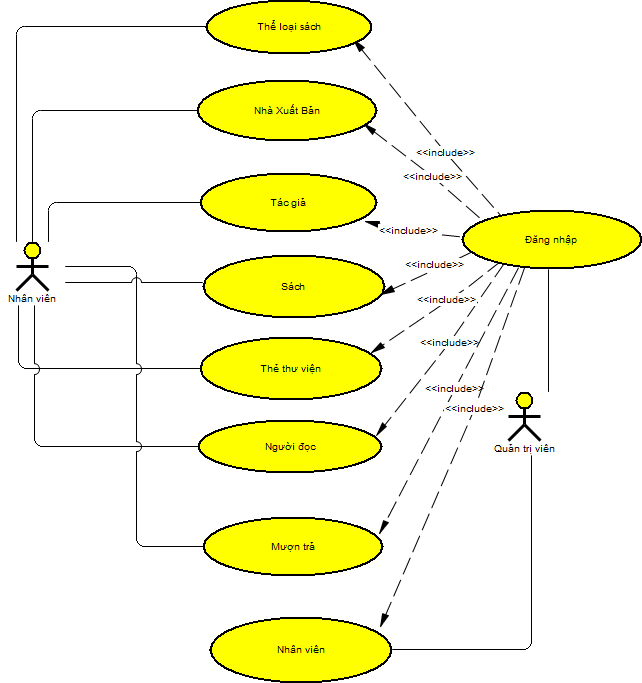 Thể loại sách
Nhà Xuất Bản
<<include>>
<<include>>
Tác giả
<<include>>
Đăng nhập
<<include>>
Sách
Nhân viên
<<include>>
<<include>>
Thẻ thư viện
<<include>>
<<include>>
Người đọc
Quản trị viên
Mượn trả
Nhân viên